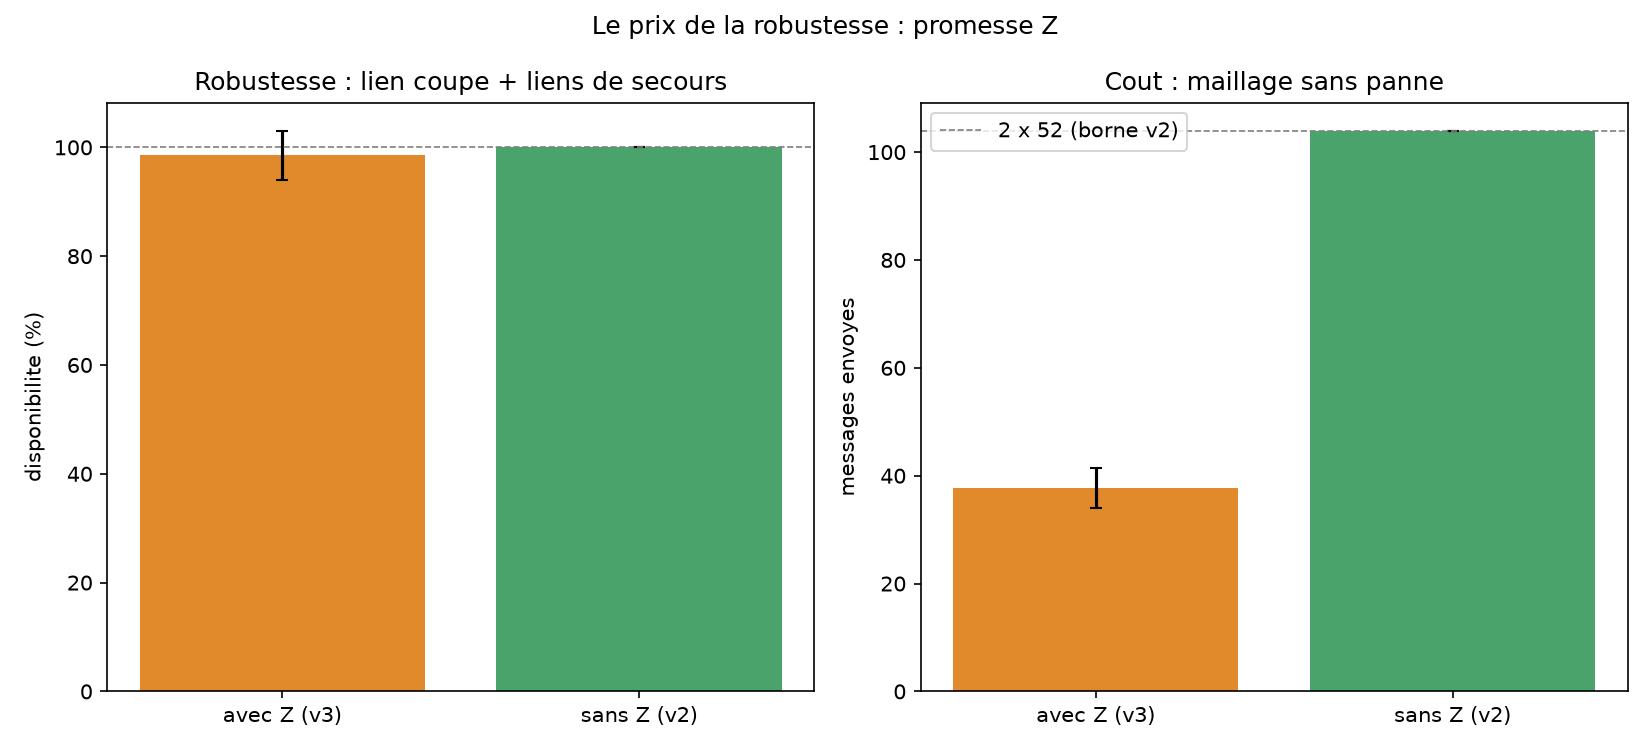 Le prix de la robustesse : promesse Z
Robustesse : lien coupe + liens de secours
disponibilite (%)
100
80
60
40
20
0
avec Z (v3)
sans Z (v2)
Cout : maillage sans panne
2 x 52 (borne v2)
messages envoyes
100
80
60
40
20
0
avec Z (v3)
sans Z (v2)